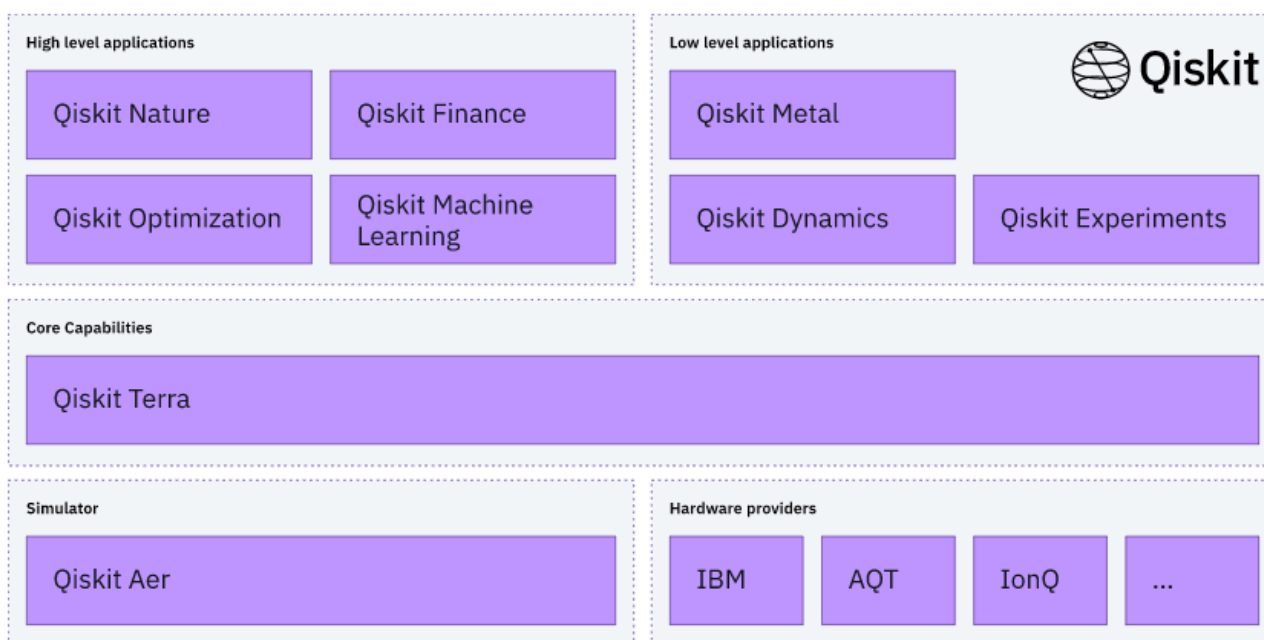 High level applications
Qiskit Nature
Qiskit Finance
Qiskit Optimization
Qiskit Machine
Learning
Low level applications
Qiskit
Qiskit Metal
Qiskit Dynamics
Qiskit Experiments
Core Capabilities
Qiskit Terra
Simulator
Qiskit Aer
Hardware providers
IBM
AQT
IonQ
...